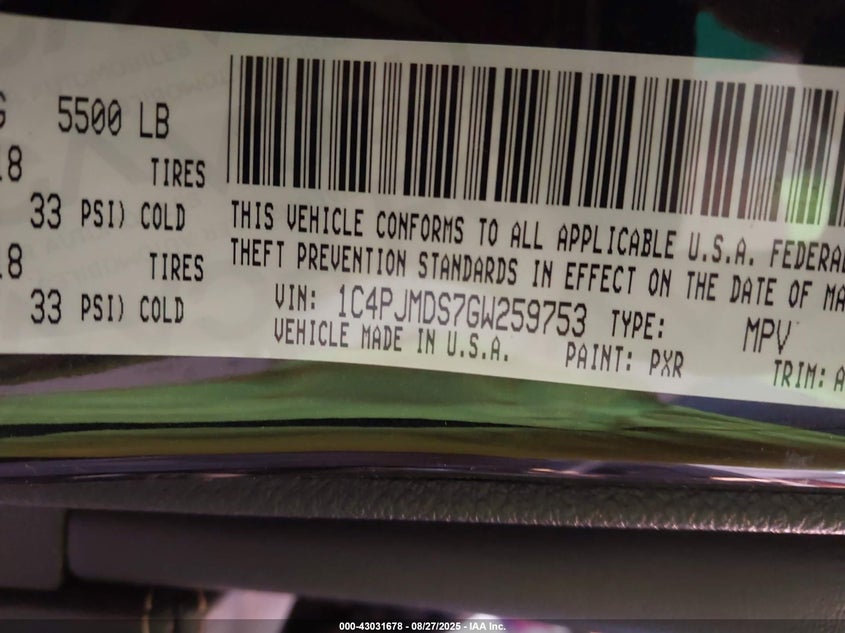 G 5500 LB
18 TIRES
33 PSI) COLD
18 TIRES
33 PSI) COLD
THIS VEHICLE CONFORMS TO ALL APPLICABLE U.S.A. FEDERAL
THEFT PREVENTION STANDARDS IN EFFECT ON THE DATE OF MA
VIN: 1C4PJMDS7GW259753 TYPE: MPV
VEHICLE MADE IN U.S.A. PAINT: PXR TRIM: A
000-43031678 - 08/27/2025 - IAA Inc.